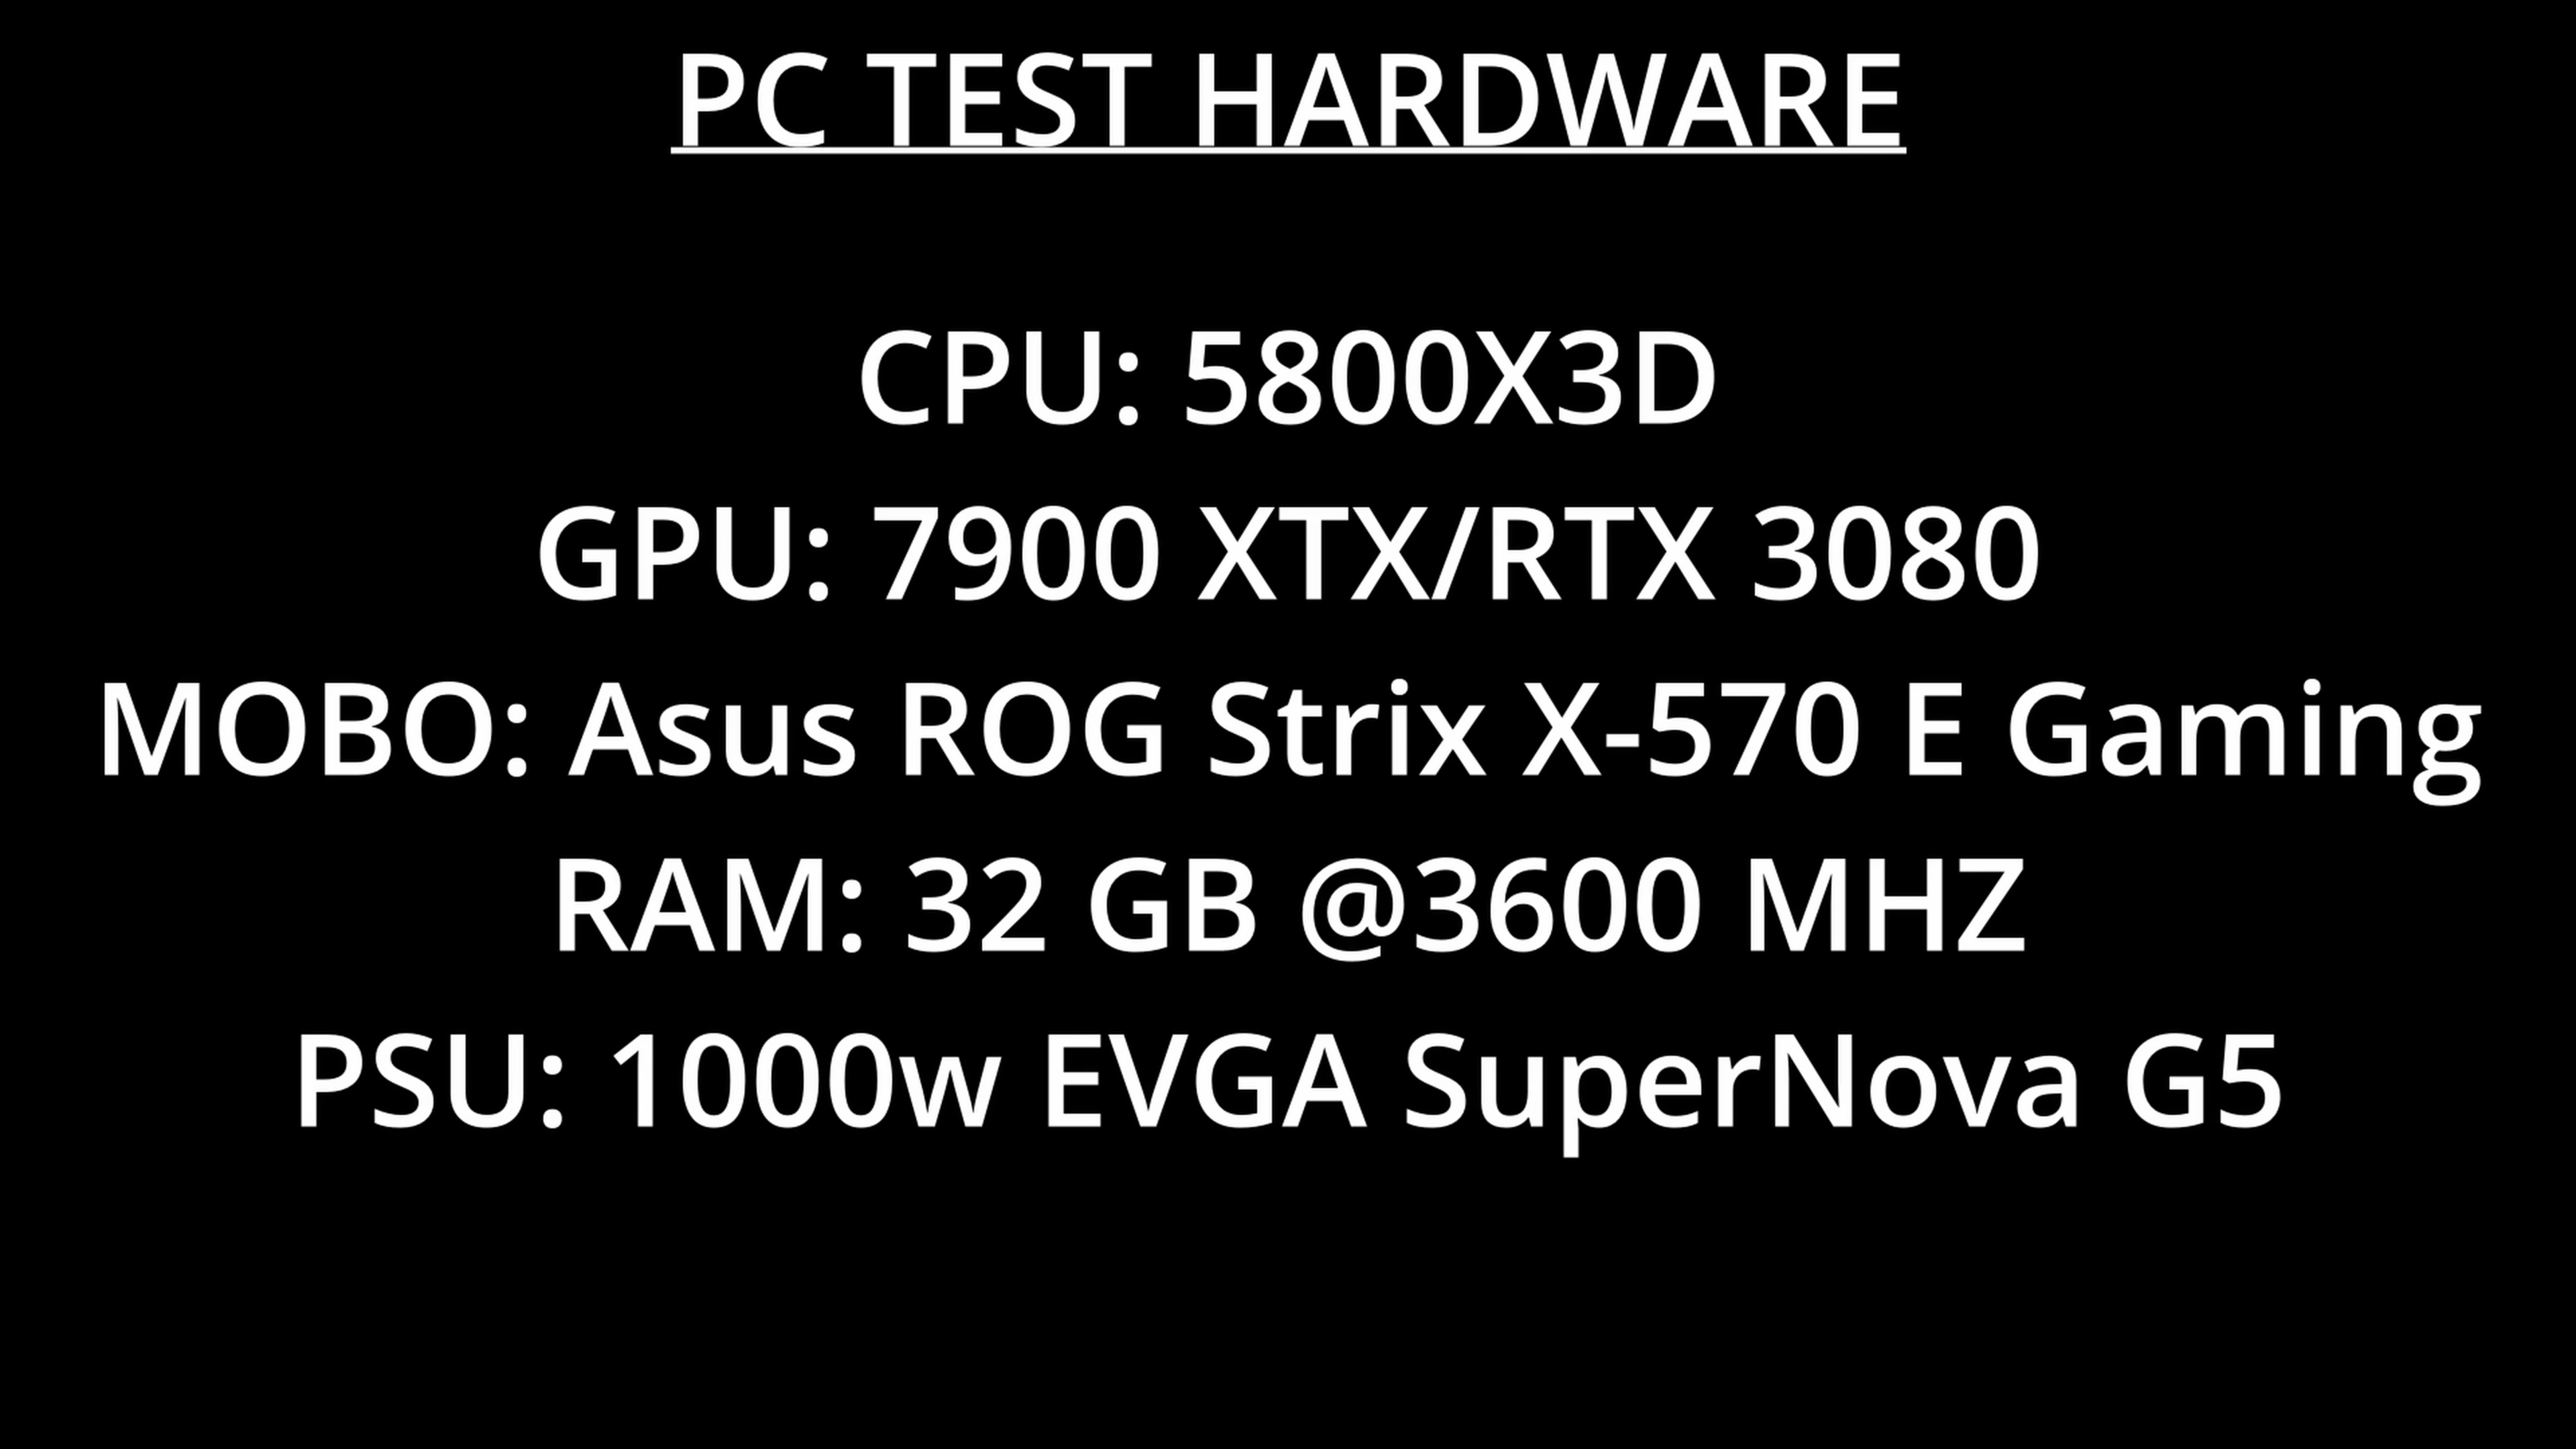 PC TEST HARDWARE
CPU: 5800X3D
GPU: 7900 XTX/RTX 3080
MOBO: Asus ROG Strix X-570 E Gaming
RAM: 32 GB @3600 MHZ
PSU: 1000w EVGA SuperNova G5